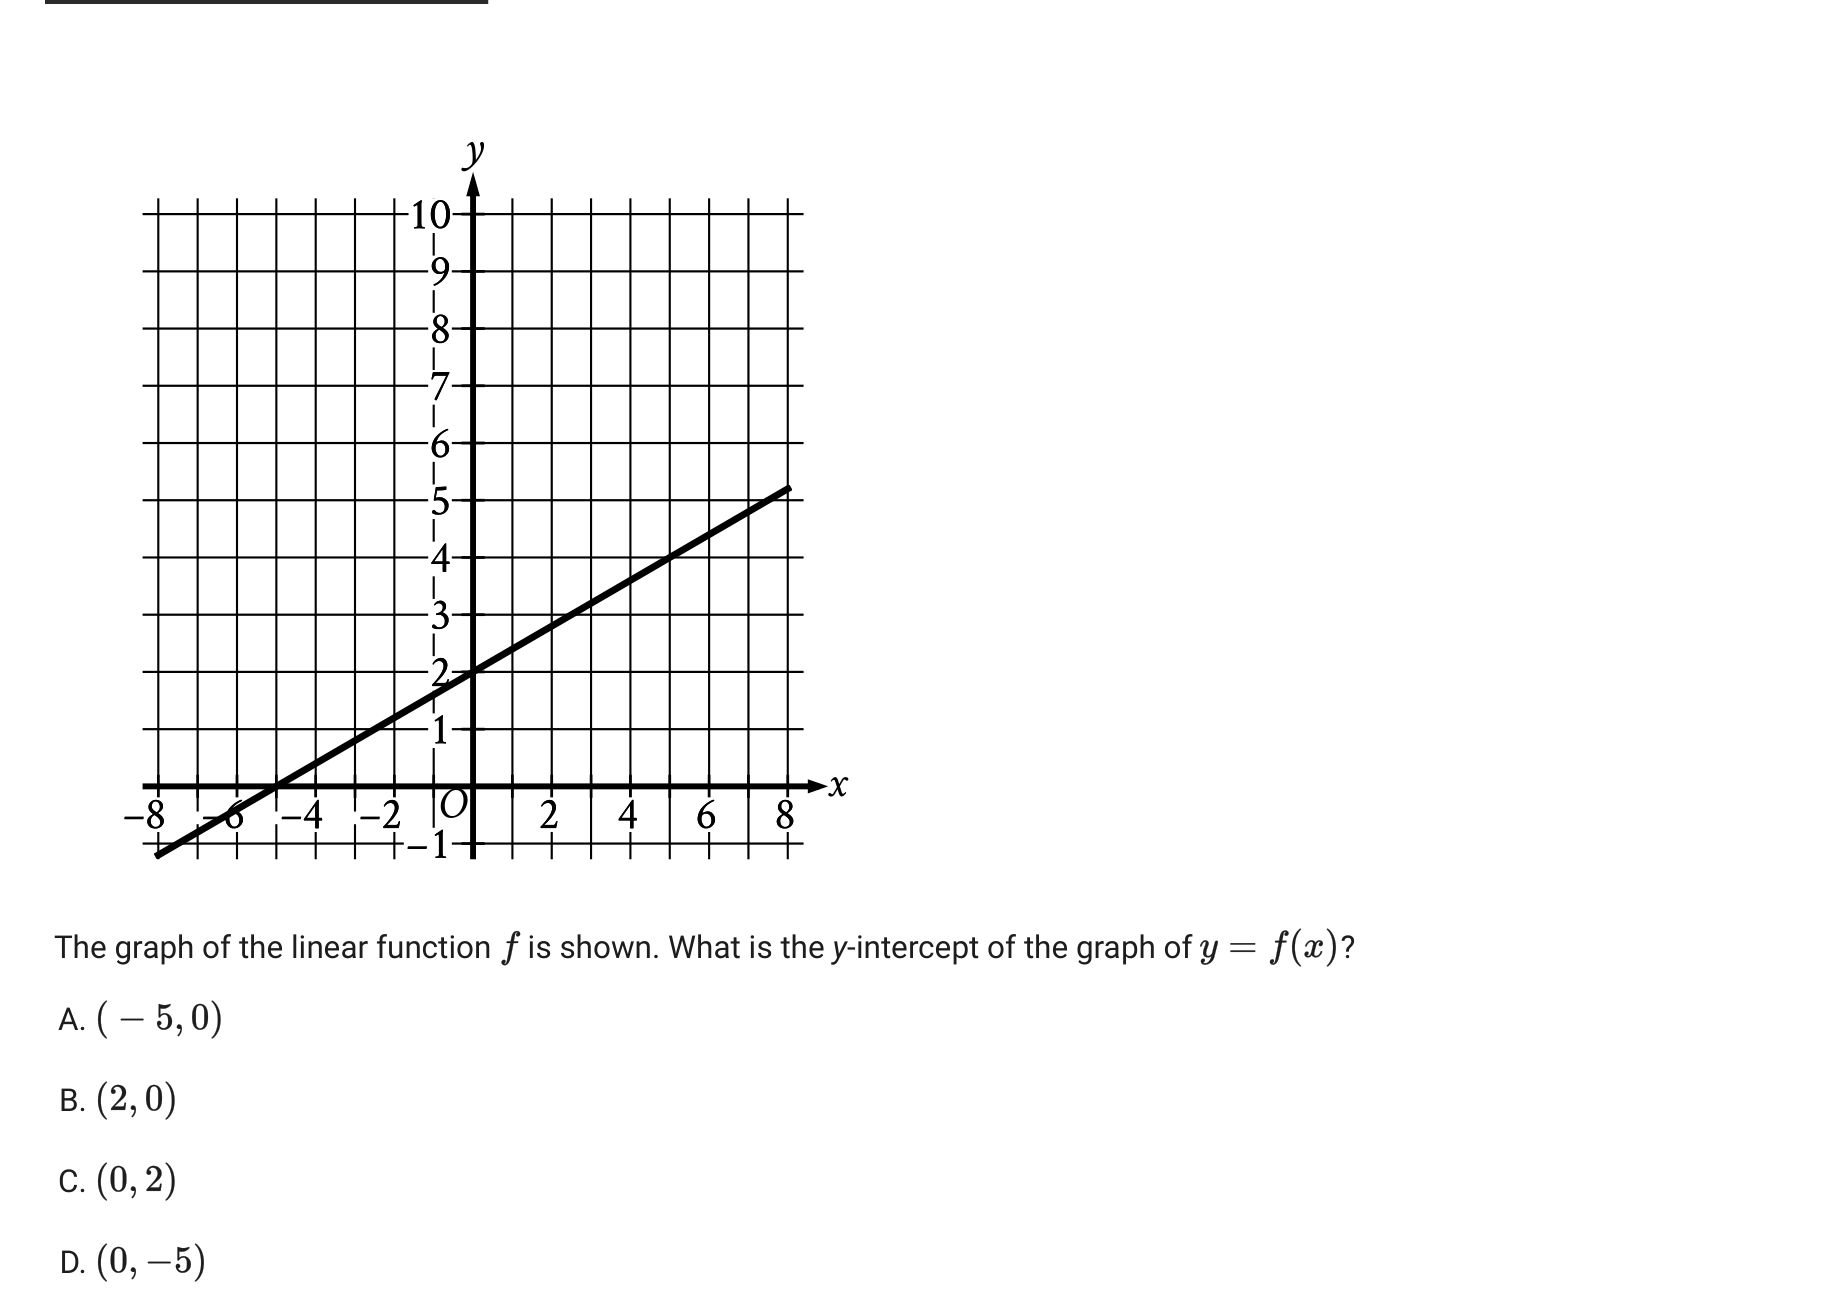 y
10
9
8
7
6
5
4
3
2
1
−8 −6 −4 −2 O 2 4 6 8 x
−1
The graph of the linear function f is shown. What is the y-intercept of the graph of y = f(x)?
A. ( − 5, 0)
B. (2, 0)
C. (0, 2)
D. (0, −5)